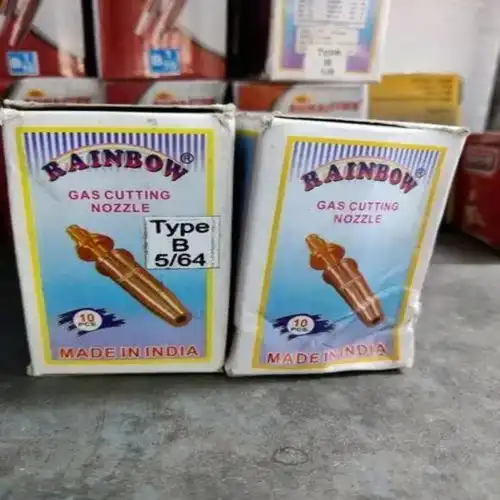 Type
B
RAINBOW®
GAS CUTTING
NOZZLE
Type
B
5/64
10
PCS
MADE IN INDIA
RAINBOW®
GAS CUTTING
NOZZLE
10
PCS
MADE IN INDIA